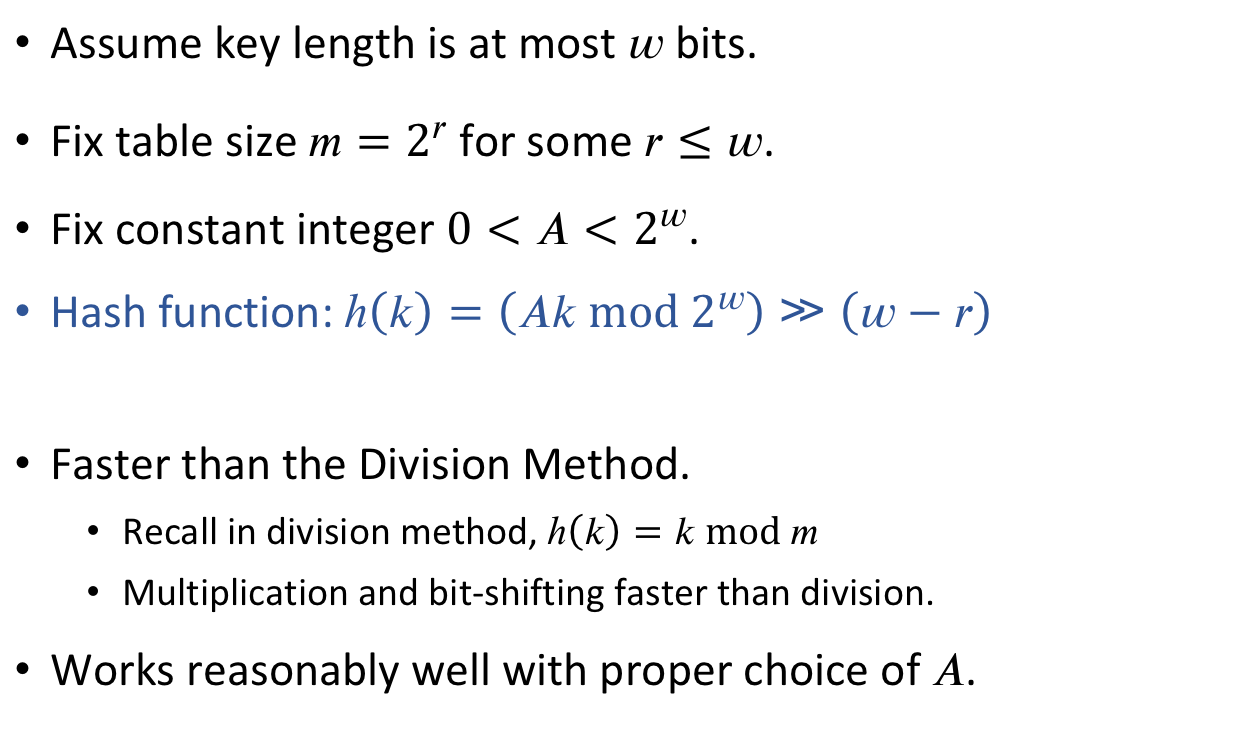 • Assume key length is at most w bits.
• Fix table size m = 2^r for some r ≤ w.
• Fix constant integer 0 < A < 2^w.
• Hash function: h(k) = (Ak mod 2^w) ≫ (w − r)
• Faster than the Division Method.
• Recall in division method, h(k) = k mod m
• Multiplication and bit-shifting faster than division.
• Works reasonably well with proper choice of A.